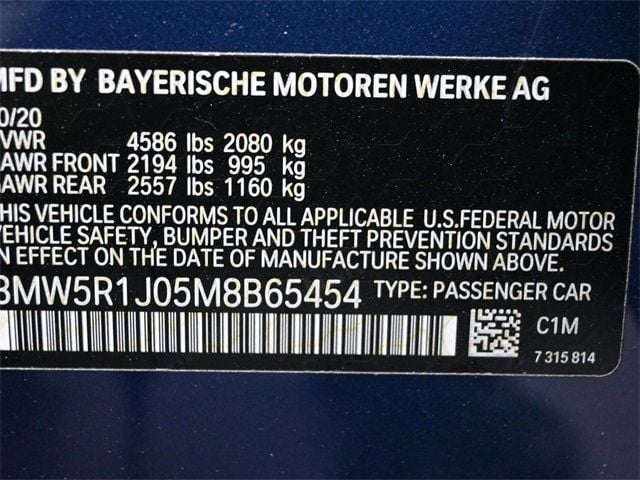 MFD BY BAYERISCHE MOTOREN WERKE AG
0/20
VWR 4586 lbs 2080 kg
AWR FRONT 2194 lbs 995 kg
AWR REAR 2557 lbs 1160 kg
HIS VEHICLE CONFORMS TO ALL APPLICABLE U.S.FEDERAL MOTOR
VEHICLE SAFETY, BUMPER AND THEFT PREVENTION STANDARDS
IN EFFECT ON THE DATE OF MANUFACTURE SHOWN ABOVE.
3MW5R1J05M8B65454 TYPE: PASSENGER CAR
C1M
7 315 814